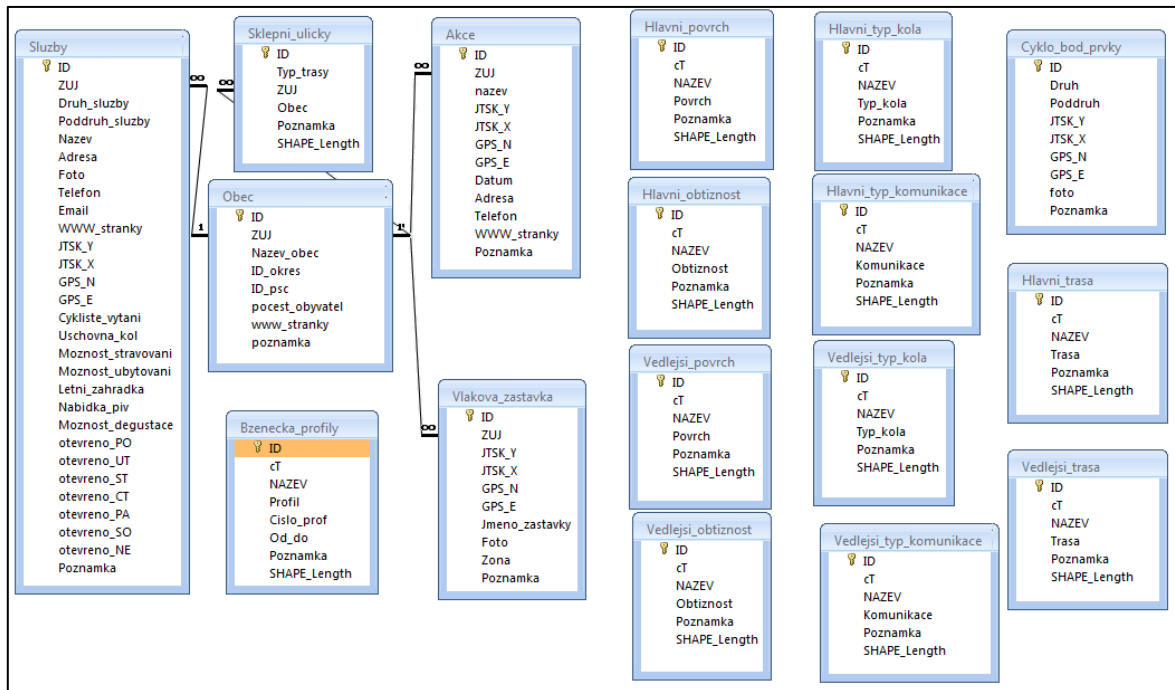 Sluzby
ID
ZUJ
Druh_sluzby
Poddruh_sluzby
Nazev
Adresa
Foto
Telefon
Email
WWW_stranky
JTSK_Y
JTSK_X
GPS_N
GPS_E
Cykliste_vytani
Uschovna_kol
Moznost_stravovani
Moznost_ubytovani
Letni_zahradka
Nabidka_piv
Moznost_degustace
otevreno_PO
otevreno_UT
otevreno_ST
otevreno_CT
otevreno_PA
otevreno_SO
otevreno_NE
Poznamka
∞
1
Sklepni_ulicky
ID
Typ_trasy
ZUJ
Obec
Poznamka
SHAPE_Length
∞
Obec
ID
ZUJ
Nazev_obec
ID_okres
ID_psc
pocest_obyvatel
www_stranky
poznamka
1
Bzenecka_profily
ID
cT
NAZEV
Profil
Cislo_prof
Od_do
Poznamka
SHAPE_Length
∞
Akce
ID
ZUJ
nazev
JTSK_Y
JTSK_X
GPS_N
GPS_E
Datum
Adresa
Telefon
WWW_stranky
Poznamka
∞
Vlakova_zastavka
ID
ZUJ
JTSK_Y
JTSK_X
GPS_N
GPS_E
Jmeno_zastavky
Foto
Zona
Poznamka
Hlavni_povrch
ID
cT
NAZEV
Povrch
Poznamka
SHAPE_Length
Hlavni_obtiznost
ID
cT
NAZEV
Obtiznost
Poznamka
SHAPE_Length
Vedlejsi_povrch
ID
cT
NAZEV
Povrch
Poznamka
SHAPE_Length
Vedlejsi_obtiznost
ID
cT
NAZEV
Obtiznost
Poznamka
SHAPE_Length
Hlavni_typ_kola
ID
cT
NAZEV
Typ_kola
Poznamka
SHAPE_Length
Hlavni_typ_komunikace
ID
cT
NAZEV
Komunikace
Poznamka
SHAPE_Length
Vedlejsi_typ_kola
ID
cT
NAZEV
Typ_kola
Poznamka
SHAPE_Length
Vedlejsi_typ_komunikace
ID
cT
NAZEV
Komunikace
Poznamka
SHAPE_Length
Cyklo_bod_prvky
ID
Druh
Poddruh
JTSK_Y
JTSK_X
GPS_N
GPS_E
foto
Poznamka
Hlavni_trasa
ID
cT
NAZEV
Trasa
Poznamka
SHAPE_Length
Vedlejsi_trasa
ID
cT
NAZEV
Trasa
Poznamka
SHAPE_Length